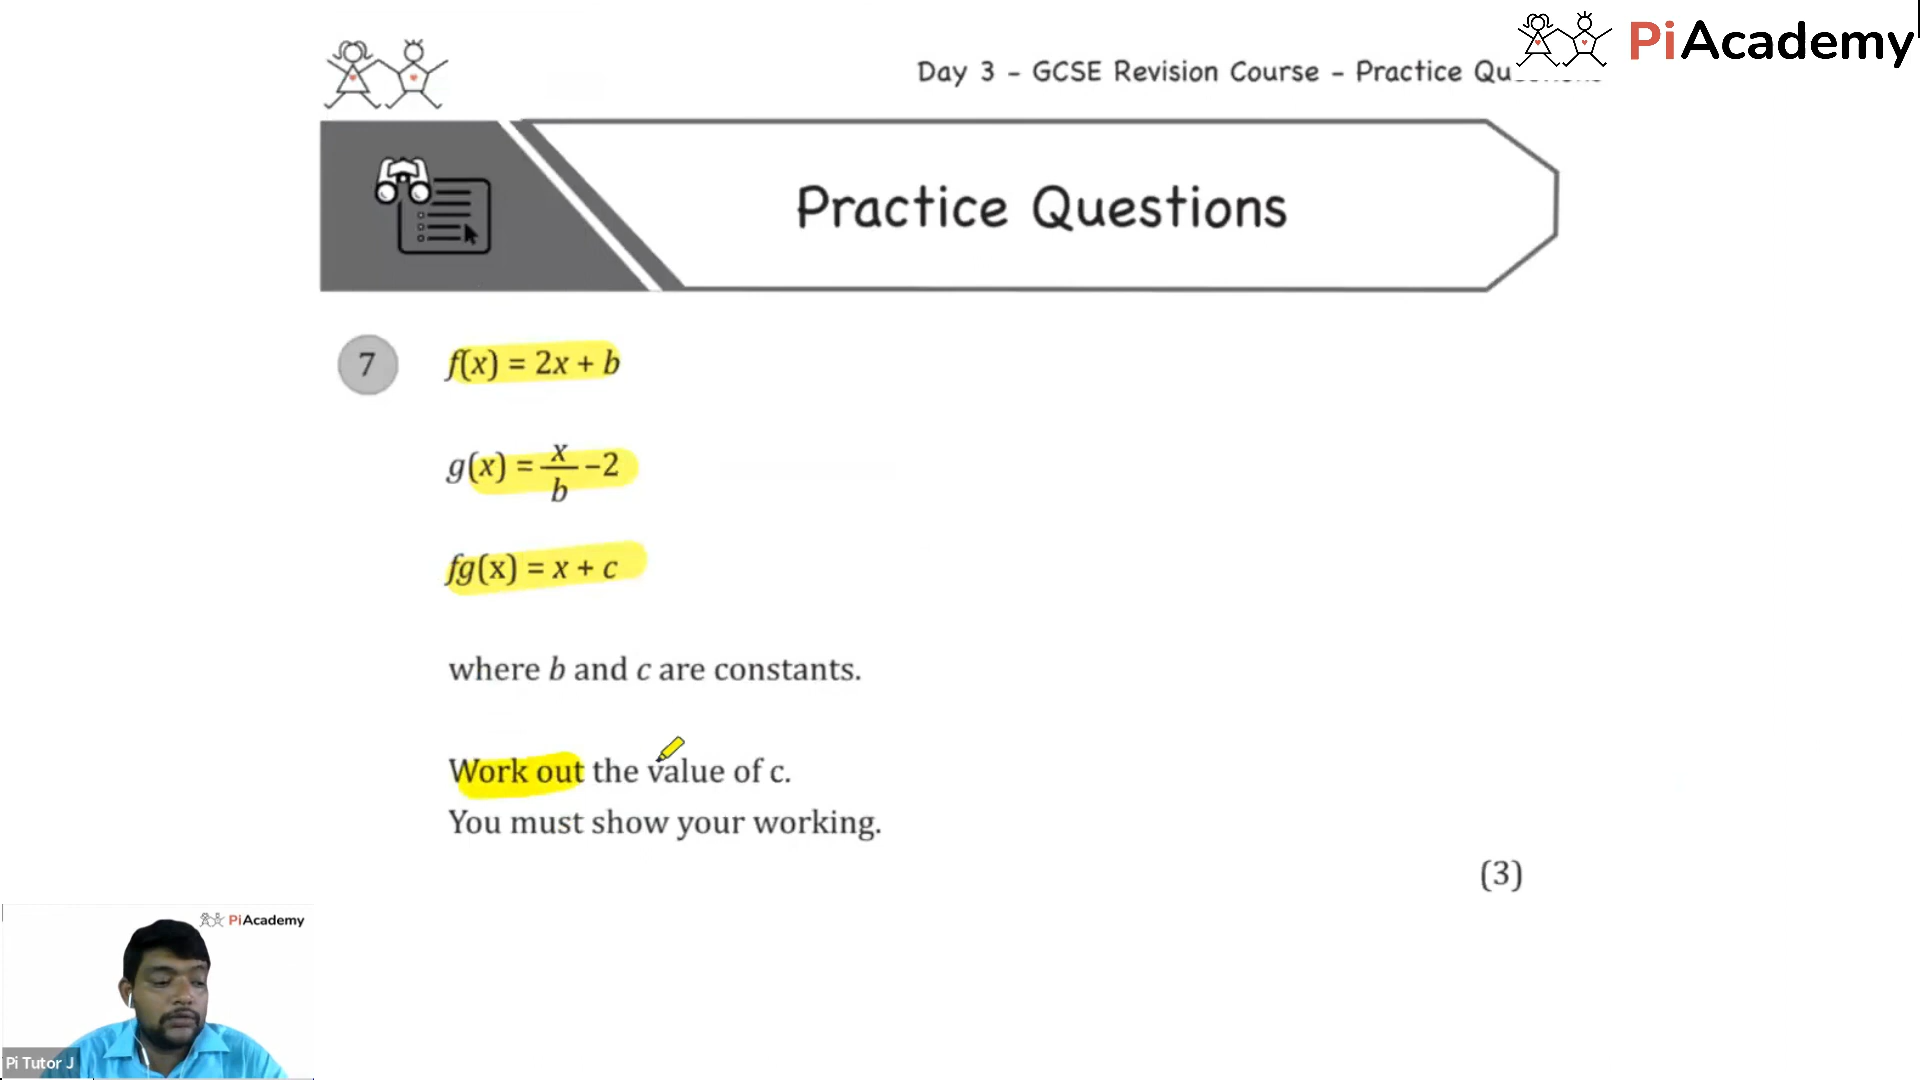 PiAcademy
Day 3 - GCSE Revision Course - Practice
Practice Questions
7
f(x) = 2x + b
g(x) = x/b − 2
fg(x) = x + c
where b and c are constants.
Work out the value of c.
You must show your working.
(3)
PiAcademy
Pi Tutor J